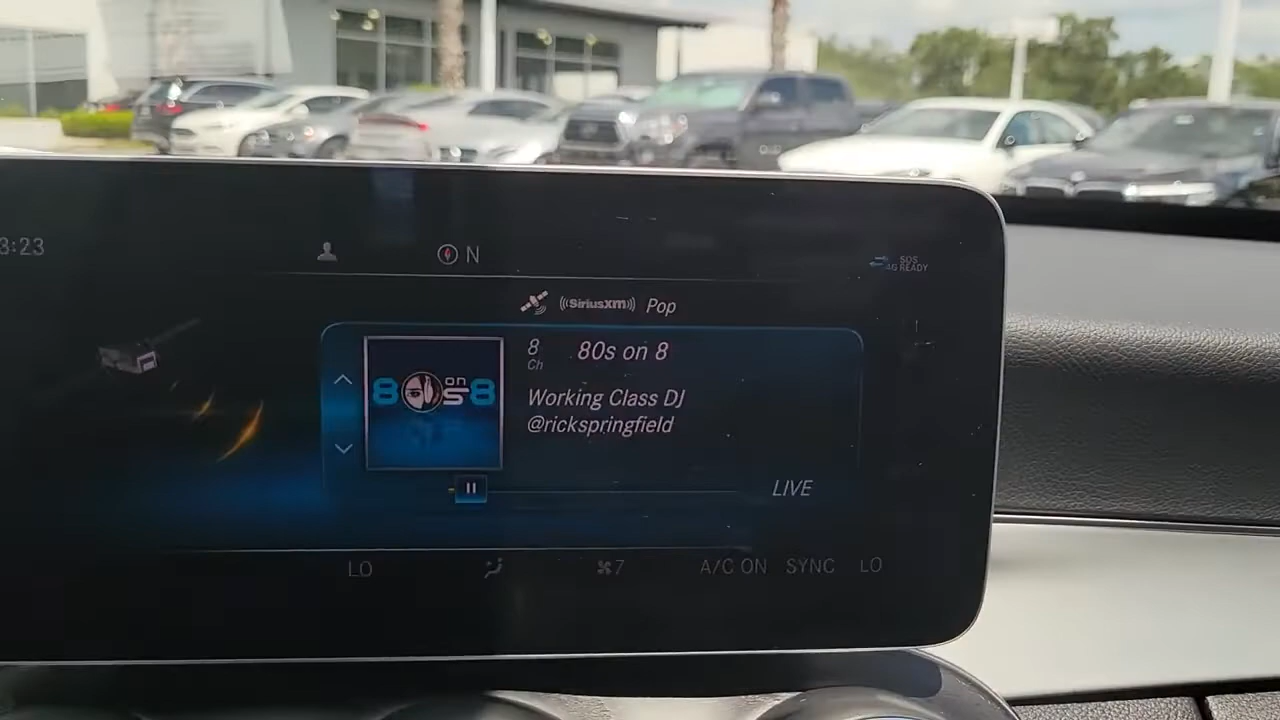 3:23
N
SOS
4G READY
((SiriusXM)) Pop
8 80s on 8
Ch
80s on 8
Working Class DJ
@rickspringfield
LIVE
LO
7
A/C ON
SYNC
LO